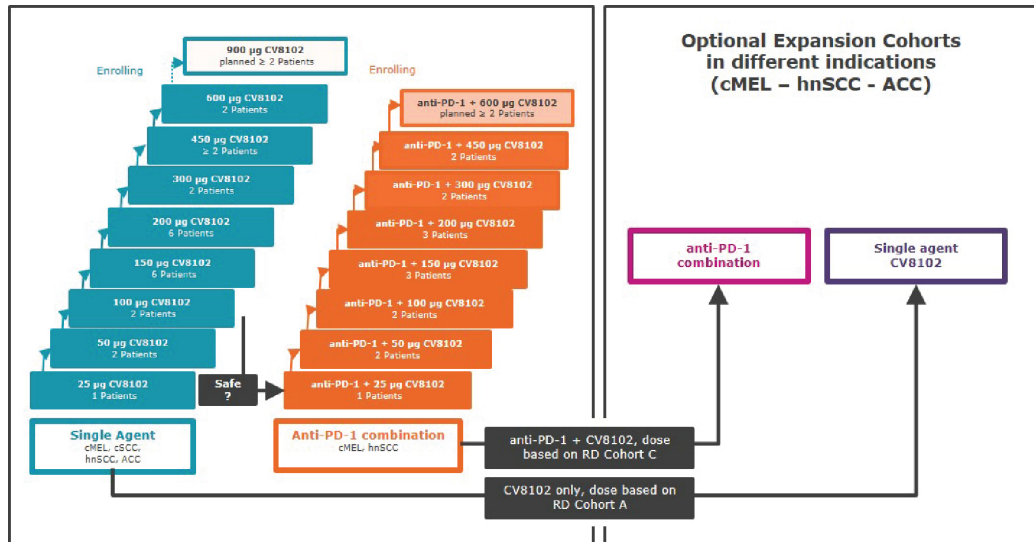 900 µg CV8102
planned ≥ 2 Patients
Enrolling
600 µg CV8102
2 Patients
450 µg CV8102
≥ 2 Patients
300 µg CV8102
2 Patients
200 µg CV8102
6 Patients
150 µg CV8102
6 Patients
100 µg CV8102
2 Patients
50 µg CV8102
2 Patients
25 µg CV8102
1 Patients
Single Agent
cMEL, cSCC,
hnSCC, ACC
Safe
?
Enrolling
anti-PD-1 + 600 µg CV8102
planned ≥ 2 Patients
anti-PD-1 + 450 µg CV8102
2 Patients
anti-PD-1 + 300 µg CV8102
2 Patients
anti-PD-1 + 200 µg CV8102
3 Patients
anti-PD-1 + 150 µg CV8102
3 Patients
anti-PD-1 + 100 µg CV8102
2 Patients
anti-PD-1 + 50 µg CV8102
2 Patients
anti-PD-1 + 25 µg CV8102
1 Patients
Anti-PD-1 combination
cMEL, hnSCC
anti-PD-1 + CV8102, dose
based on RD Cohort C
CV8102 only, dose based on
RD Cohort A
Optional Expansion Cohorts
in different indications
(cMEL – hnSCC - ACC)
anti-PD-1
combination
Single agent
CV8102